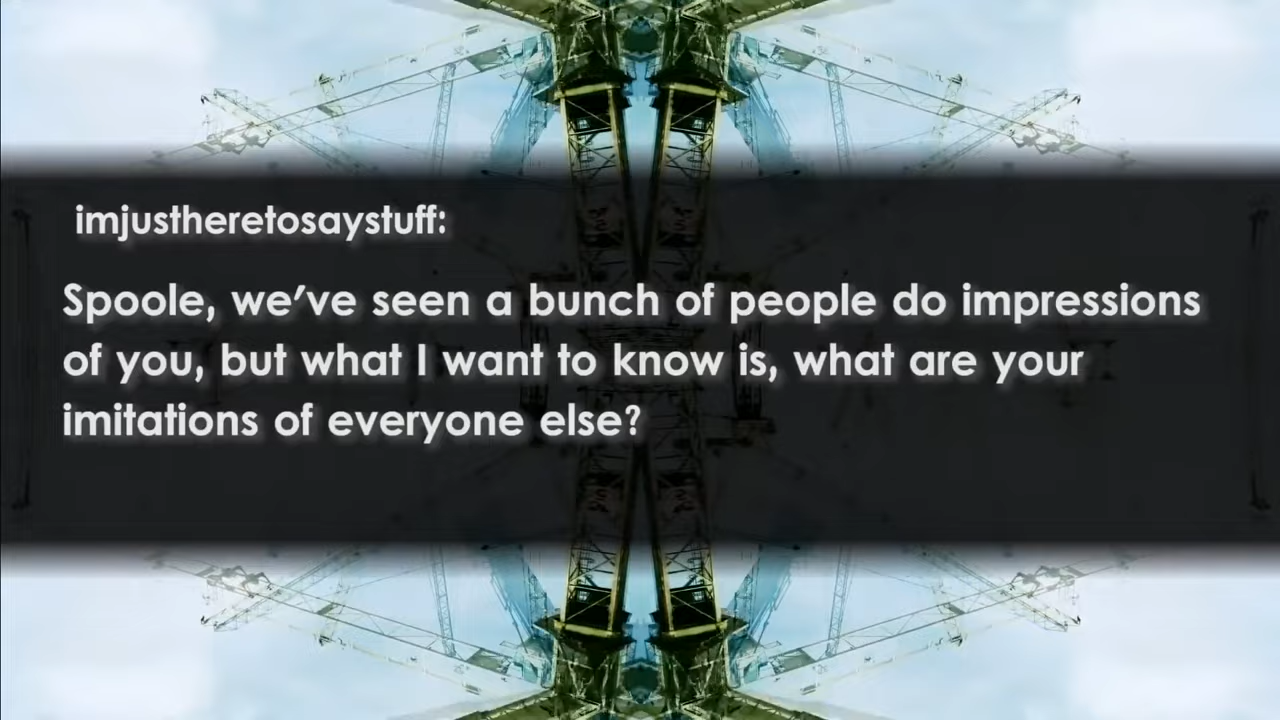 imjustheretosaystuff:
Spoole, we've seen a bunch of people do impressions
of you, but what I want to know is, what are your
imitations of everyone else?